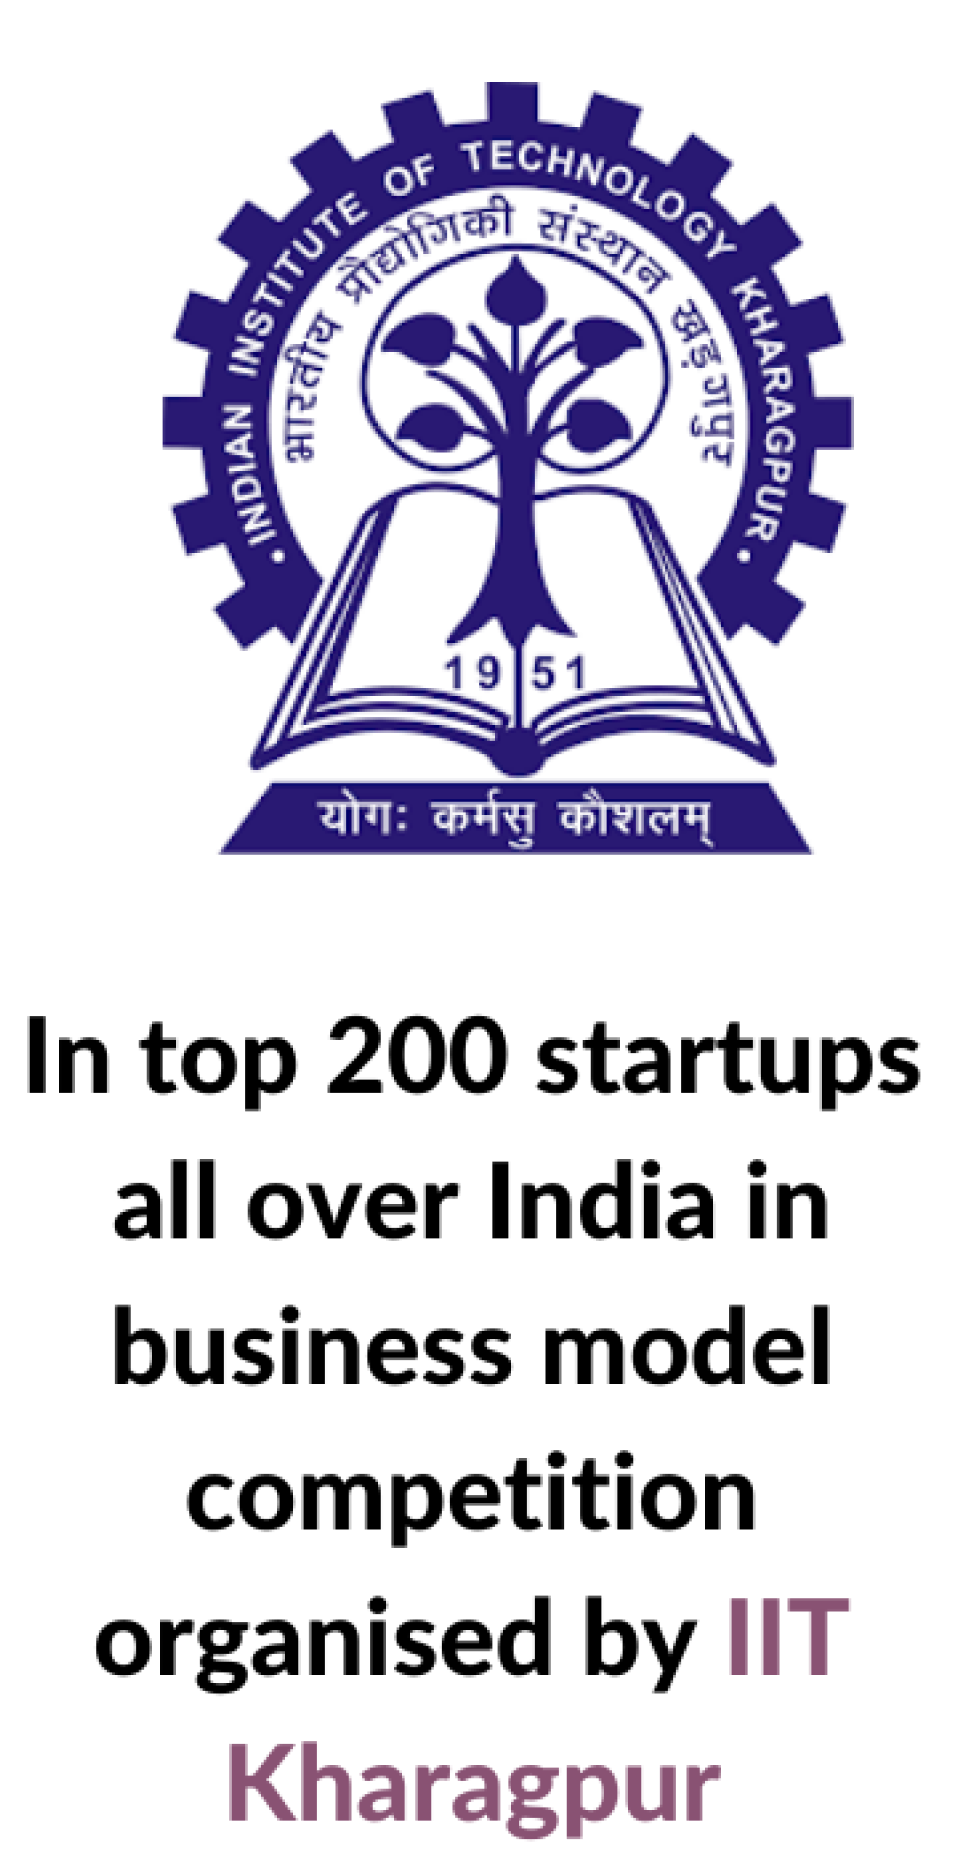 INDIAN INSTITUTE OF TECHNOLOGY KHARAGPUR
भारतीय प्रौद्योगिकी संस्थान खड़गपुर
1951
योगः कर्मसु कौशलम्
In top 200 startups
all over India in
business model
competition
organised by IIT
Kharagpur